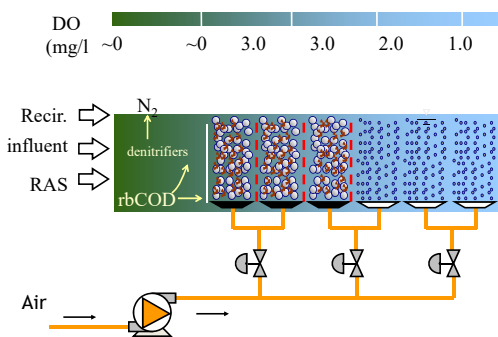 DO
(mg/l
~0 ~0 3.0 3.0 2.0 1.0
Recir.
N2
influent
denitrifiers
RAS
rbCOD
Air